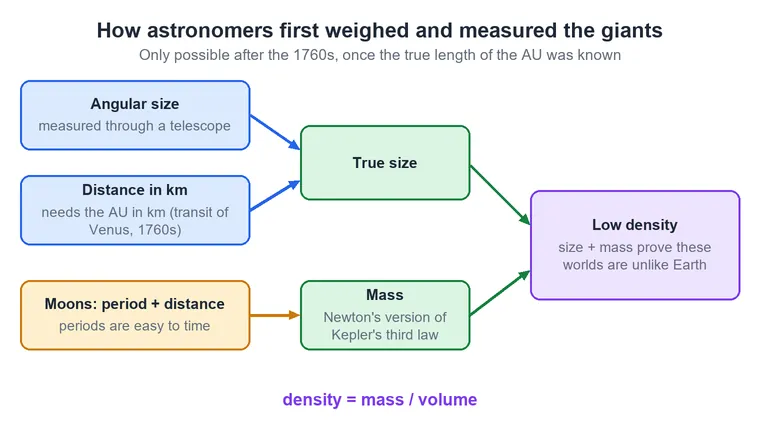 How astronomers first weighed and measured the giants
Only possible after the 1760s, once the true length of the AU was known
Angular size
measured through a telescope
Distance in km
needs the AU in km (transit of
Venus, 1760s)
Moons: period + distance
periods are easy to time
True size
Mass
Newton's version of
Kepler's third law
Low density
size + mass prove these
worlds are unlike Earth
density = mass / volume